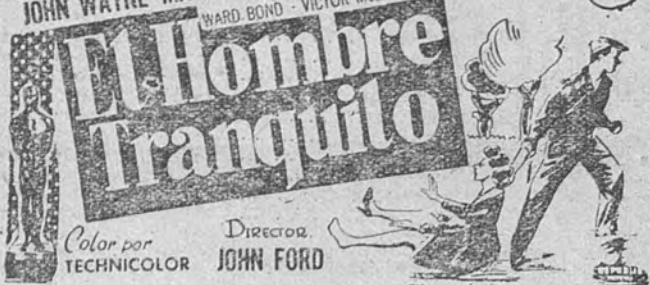 JOHN WAYNE
WARD BOND - VICTOR
El Hombre
Tranquilo
Color por
TECHNICOLOR
DIRECTOR
JOHN FORD